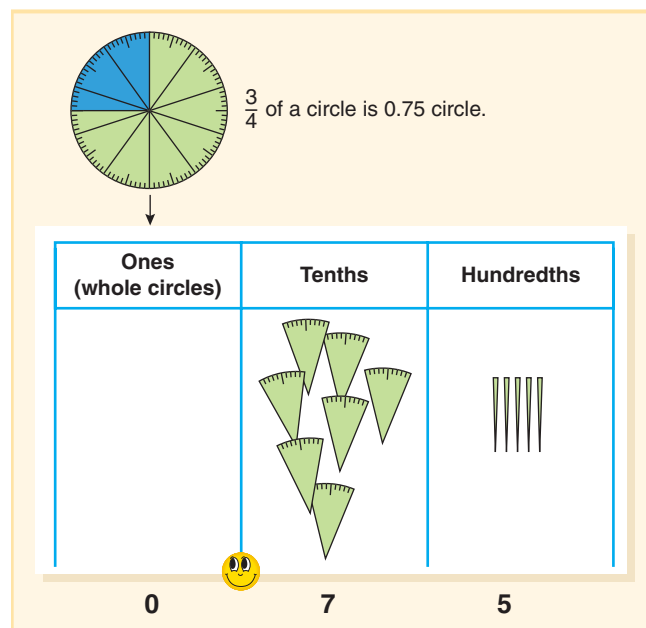 3/4 of a circle is 0.75 circle.
Ones
(whole circles)
Tenths
Hundredths
0 7 5